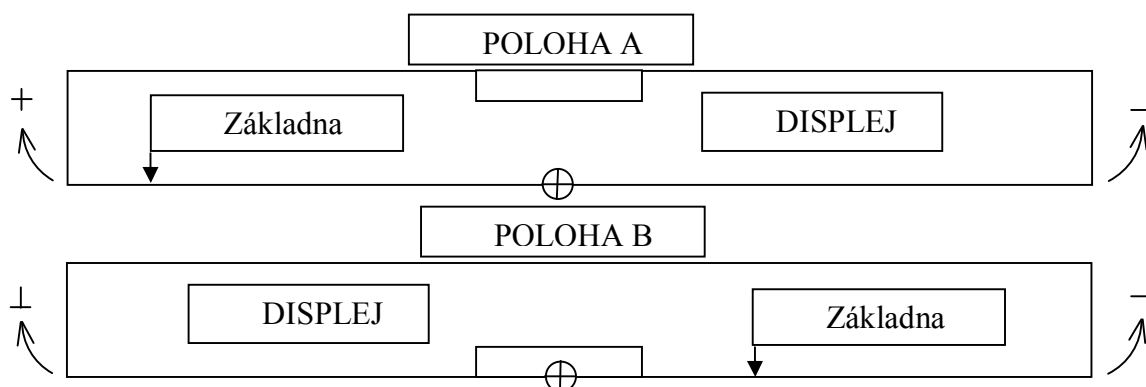 POLOHA A
+ Základna DISPLEJ –
POLOHA B
⊥ DISPLEJ Základna –